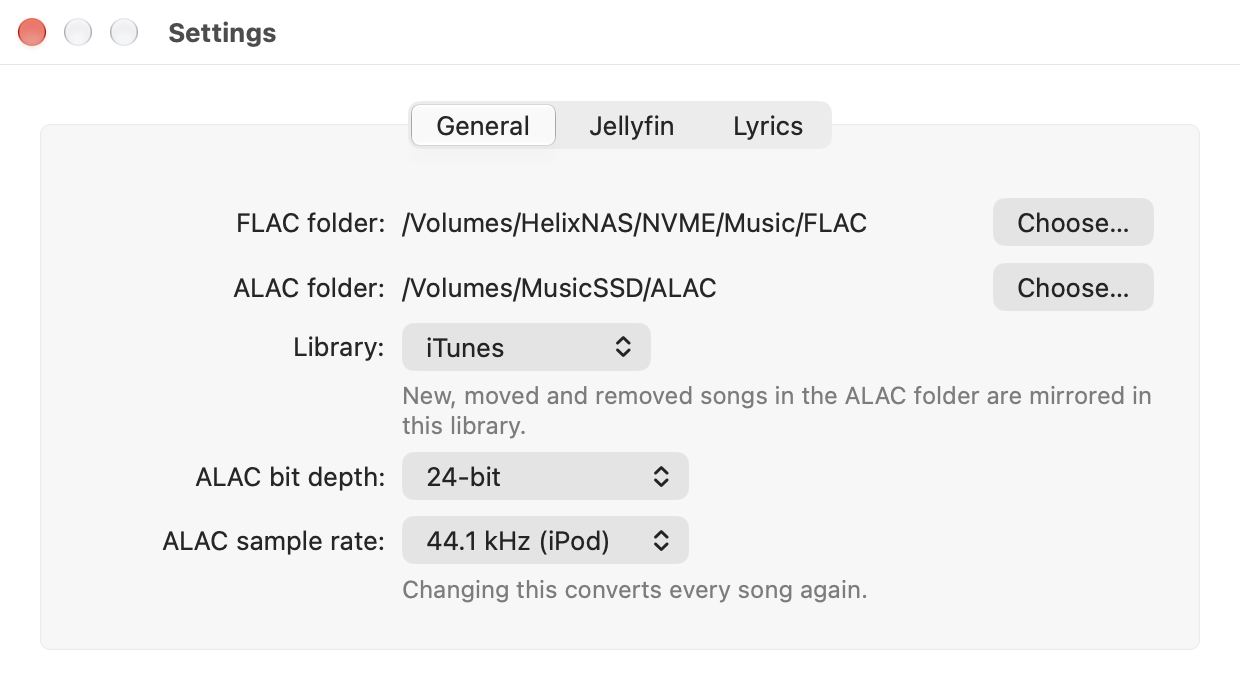 Settings
General Jellyfin Lyrics
FLAC folder: /Volumes/HelixNAS/NVME/Music/FLAC Choose...
ALAC folder: /Volumes/MusicSSD/ALAC Choose...
Library: iTunes
New, moved and removed songs in the ALAC folder are mirrored in
this library.
ALAC bit depth: 24-bit
ALAC sample rate: 44.1 kHz (iPod)
Changing this converts every song again.